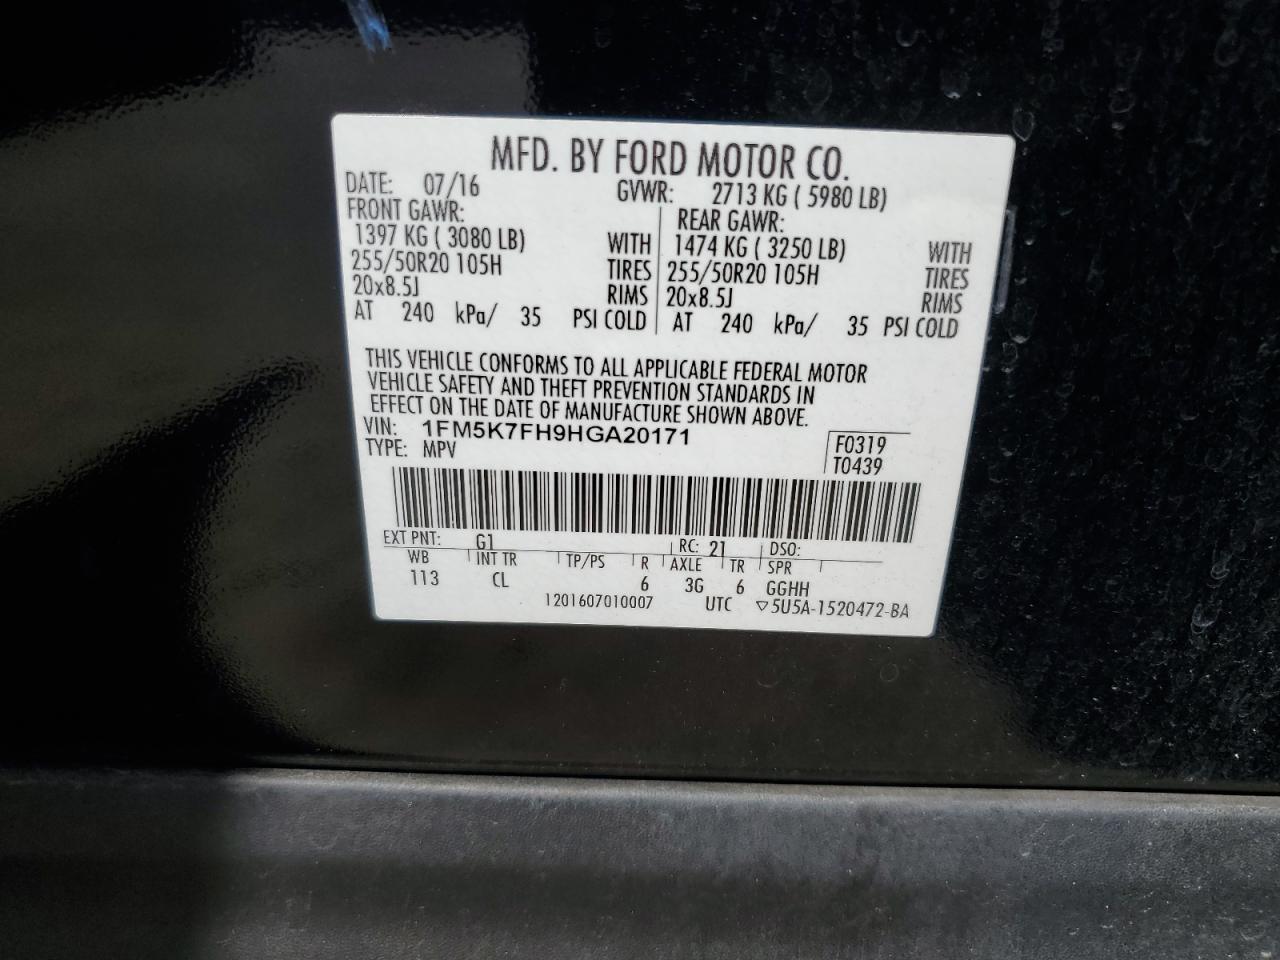 MFD. BY FORD MOTOR CO.
DATE: 07/16 GVWR: 2713 KG ( 5980 LB)
FRONT GAWR: REAR GAWR:
1397 KG ( 3080 LB) WITH 1474 KG ( 3250 LB) WITH
255/50R20 105H TIRES 255/50R20 105H TIRES
20x8.5J RIMS 20x8.5J RIMS
AT 240 kPa/ 35 PSI COLD AT 240 kPa/ 35 PSI COLD
THIS VEHICLE CONFORMS TO ALL APPLICABLE FEDERAL MOTOR
VEHICLE SAFETY AND THEFT PREVENTION STANDARDS IN
EFFECT ON THE DATE OF MANUFACTURE SHOWN ABOVE.
VIN: 1FM5K7FH9HGA20171 F0319
TYPE: MPV T0439
EXT PNT: G1 RC: 21 DSO:
WB INT TR TP/PS R AXLE TR SPR
113 CL 6 3G 6 GGHH
1201607010007 UTC ▽5U5A-1520472-BA